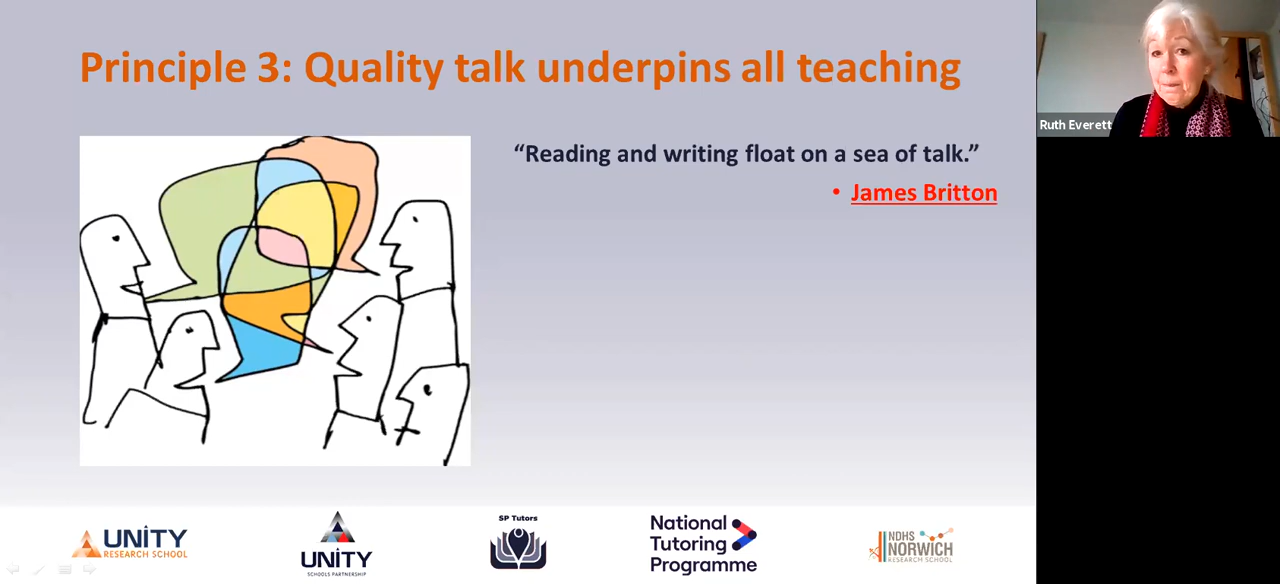 Principle 3: Quality talk underpins all teaching
“Reading and writing float on a sea of talk.”
• James Britton
Ruth Everett
UNiTY
RESEARCH SCHOOL
UNiTY
SCHOOLS PARTNERSHIP
SP Tutors
National
Tutoring
Programme
NDHS
NORWICH
RESEARCH SCHOOL